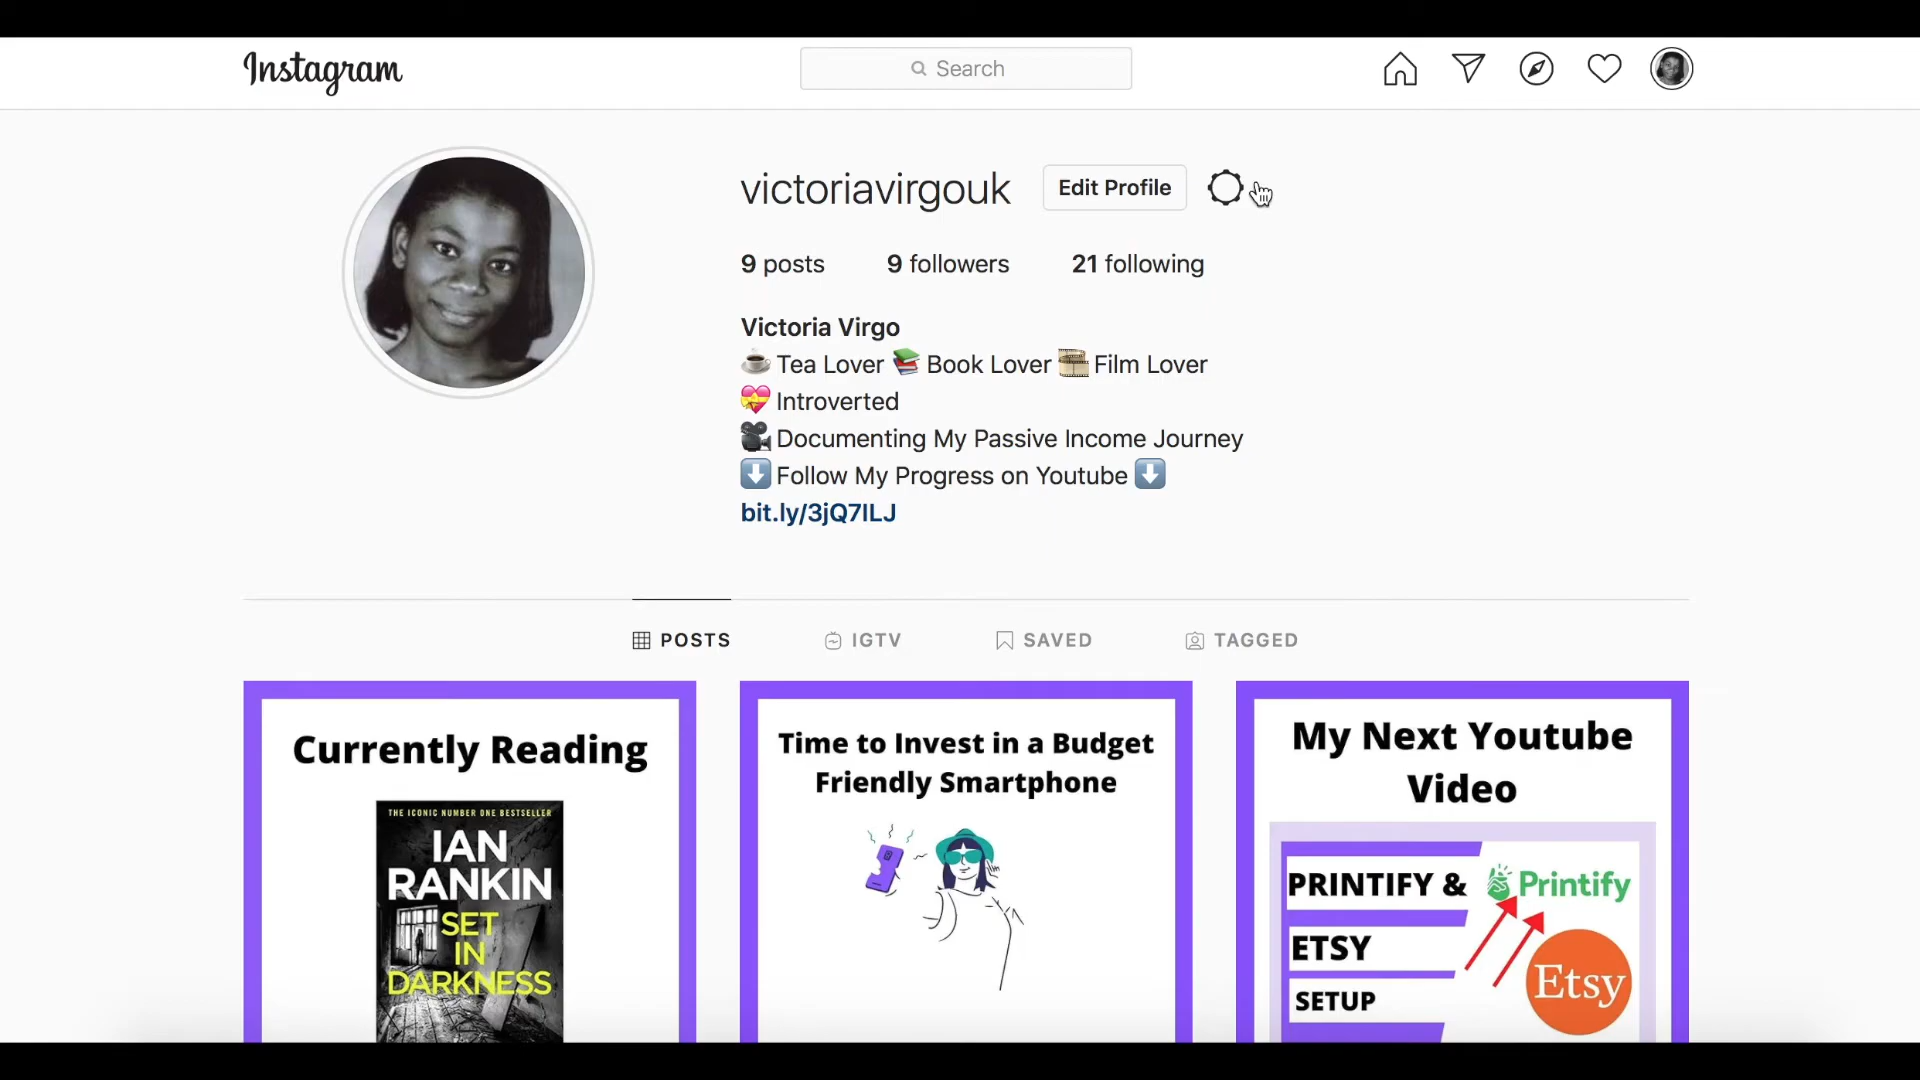 Instagram
Search
victoriavirgouk
Edit Profile
9 posts 9 followers 21 following
Victoria Virgo
☕ Tea Lover 📚 Book Lover 🎞️ Film Lover
💝 Introverted
🎥 Documenting My Passive Income Journey
⬇️ Follow My Progress on Youtube ⬇️
bit.ly/3jQ7ILJ
POSTS IGTV SAVED TAGGED
Currently Reading
THE ICONIC NUMBER ONE BESTSELLER
IAN
RANKIN
SET
IN
DARKNESS
Time to Invest in a Budget
Friendly Smartphone
My Next Youtube
Video
PRINTIFY &
Printify
ETSY
Etsy
SETUP